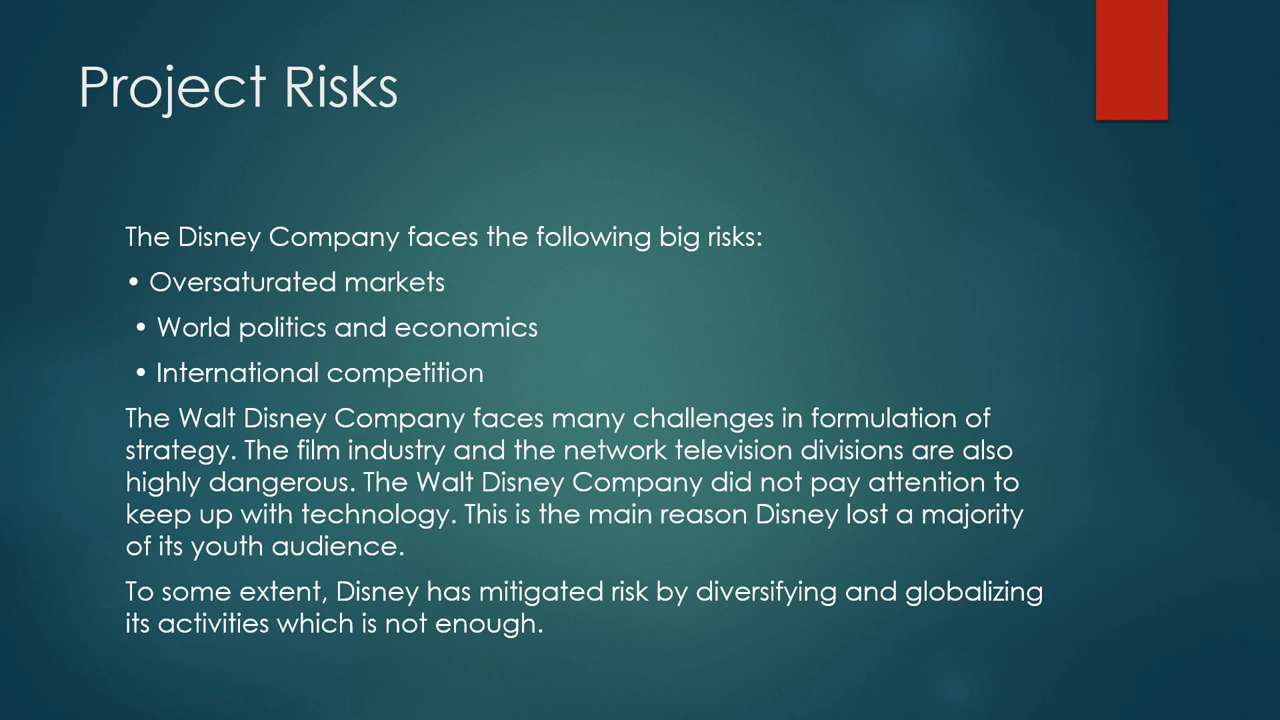 Project Risks
The Disney Company faces the following big risks:
• Oversaturated markets
• World politics and economics
• International competition
The Walt Disney Company faces many challenges in formulation of
strategy. The film industry and the network television divisions are also
highly dangerous. The Walt Disney Company did not pay attention to
keep up with technology. This is the main reason Disney lost a majority
of its youth audience.
To some extent, Disney has mitigated risk by diversifying and globalizing
its activities which is not enough.